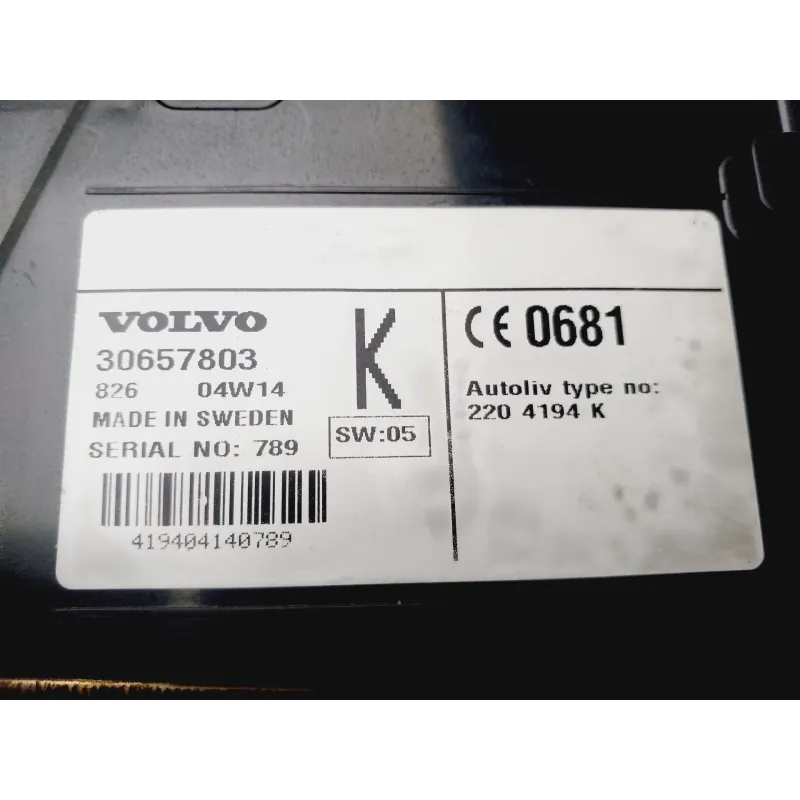 VOLVO
30657803
826 04W14
MADE IN SWEDEN
SERIAL NO: 789
419404140789
K
SW:05
CE 0681
Autoliv type no:
220 4194 K